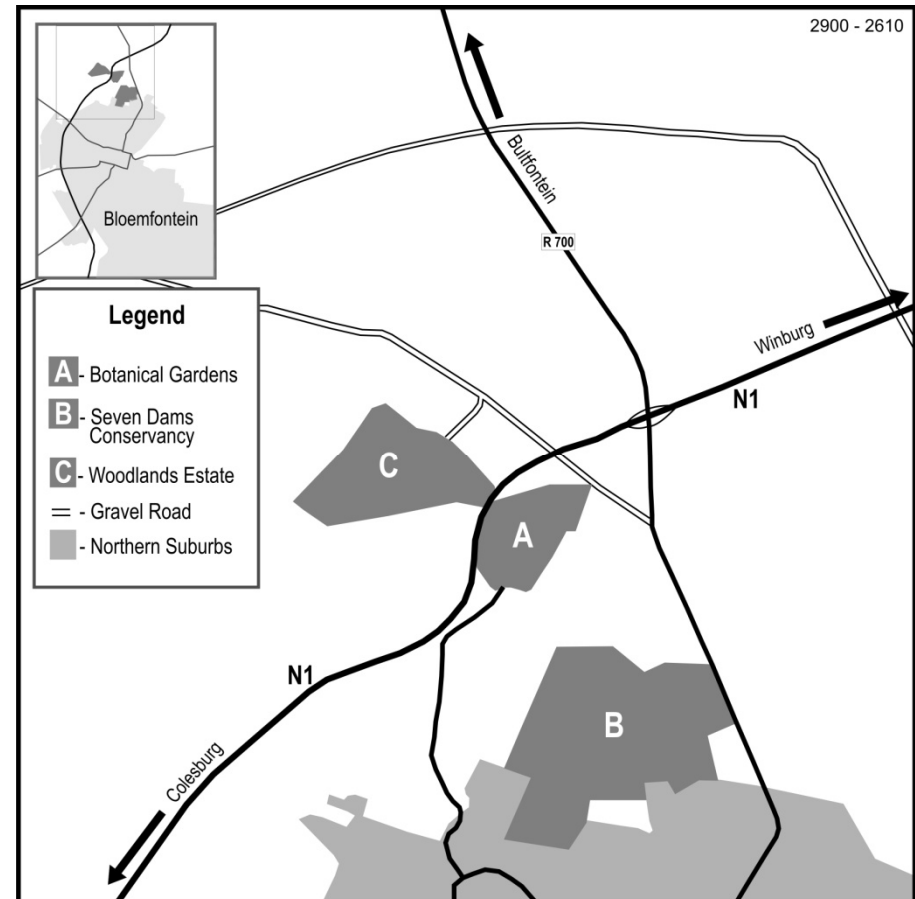 2900 - 2610
Bloemfontein
Bultfontein
R 700
Winburg
N1
Legend
A - Botanical Gardens
B - Seven Dams
Conservancy
C - Woodlands Estate
= - Gravel Road
- Northern Suburbs
C
A
N1
B
Colesburg